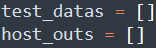 test_datas = []
host_outs = []